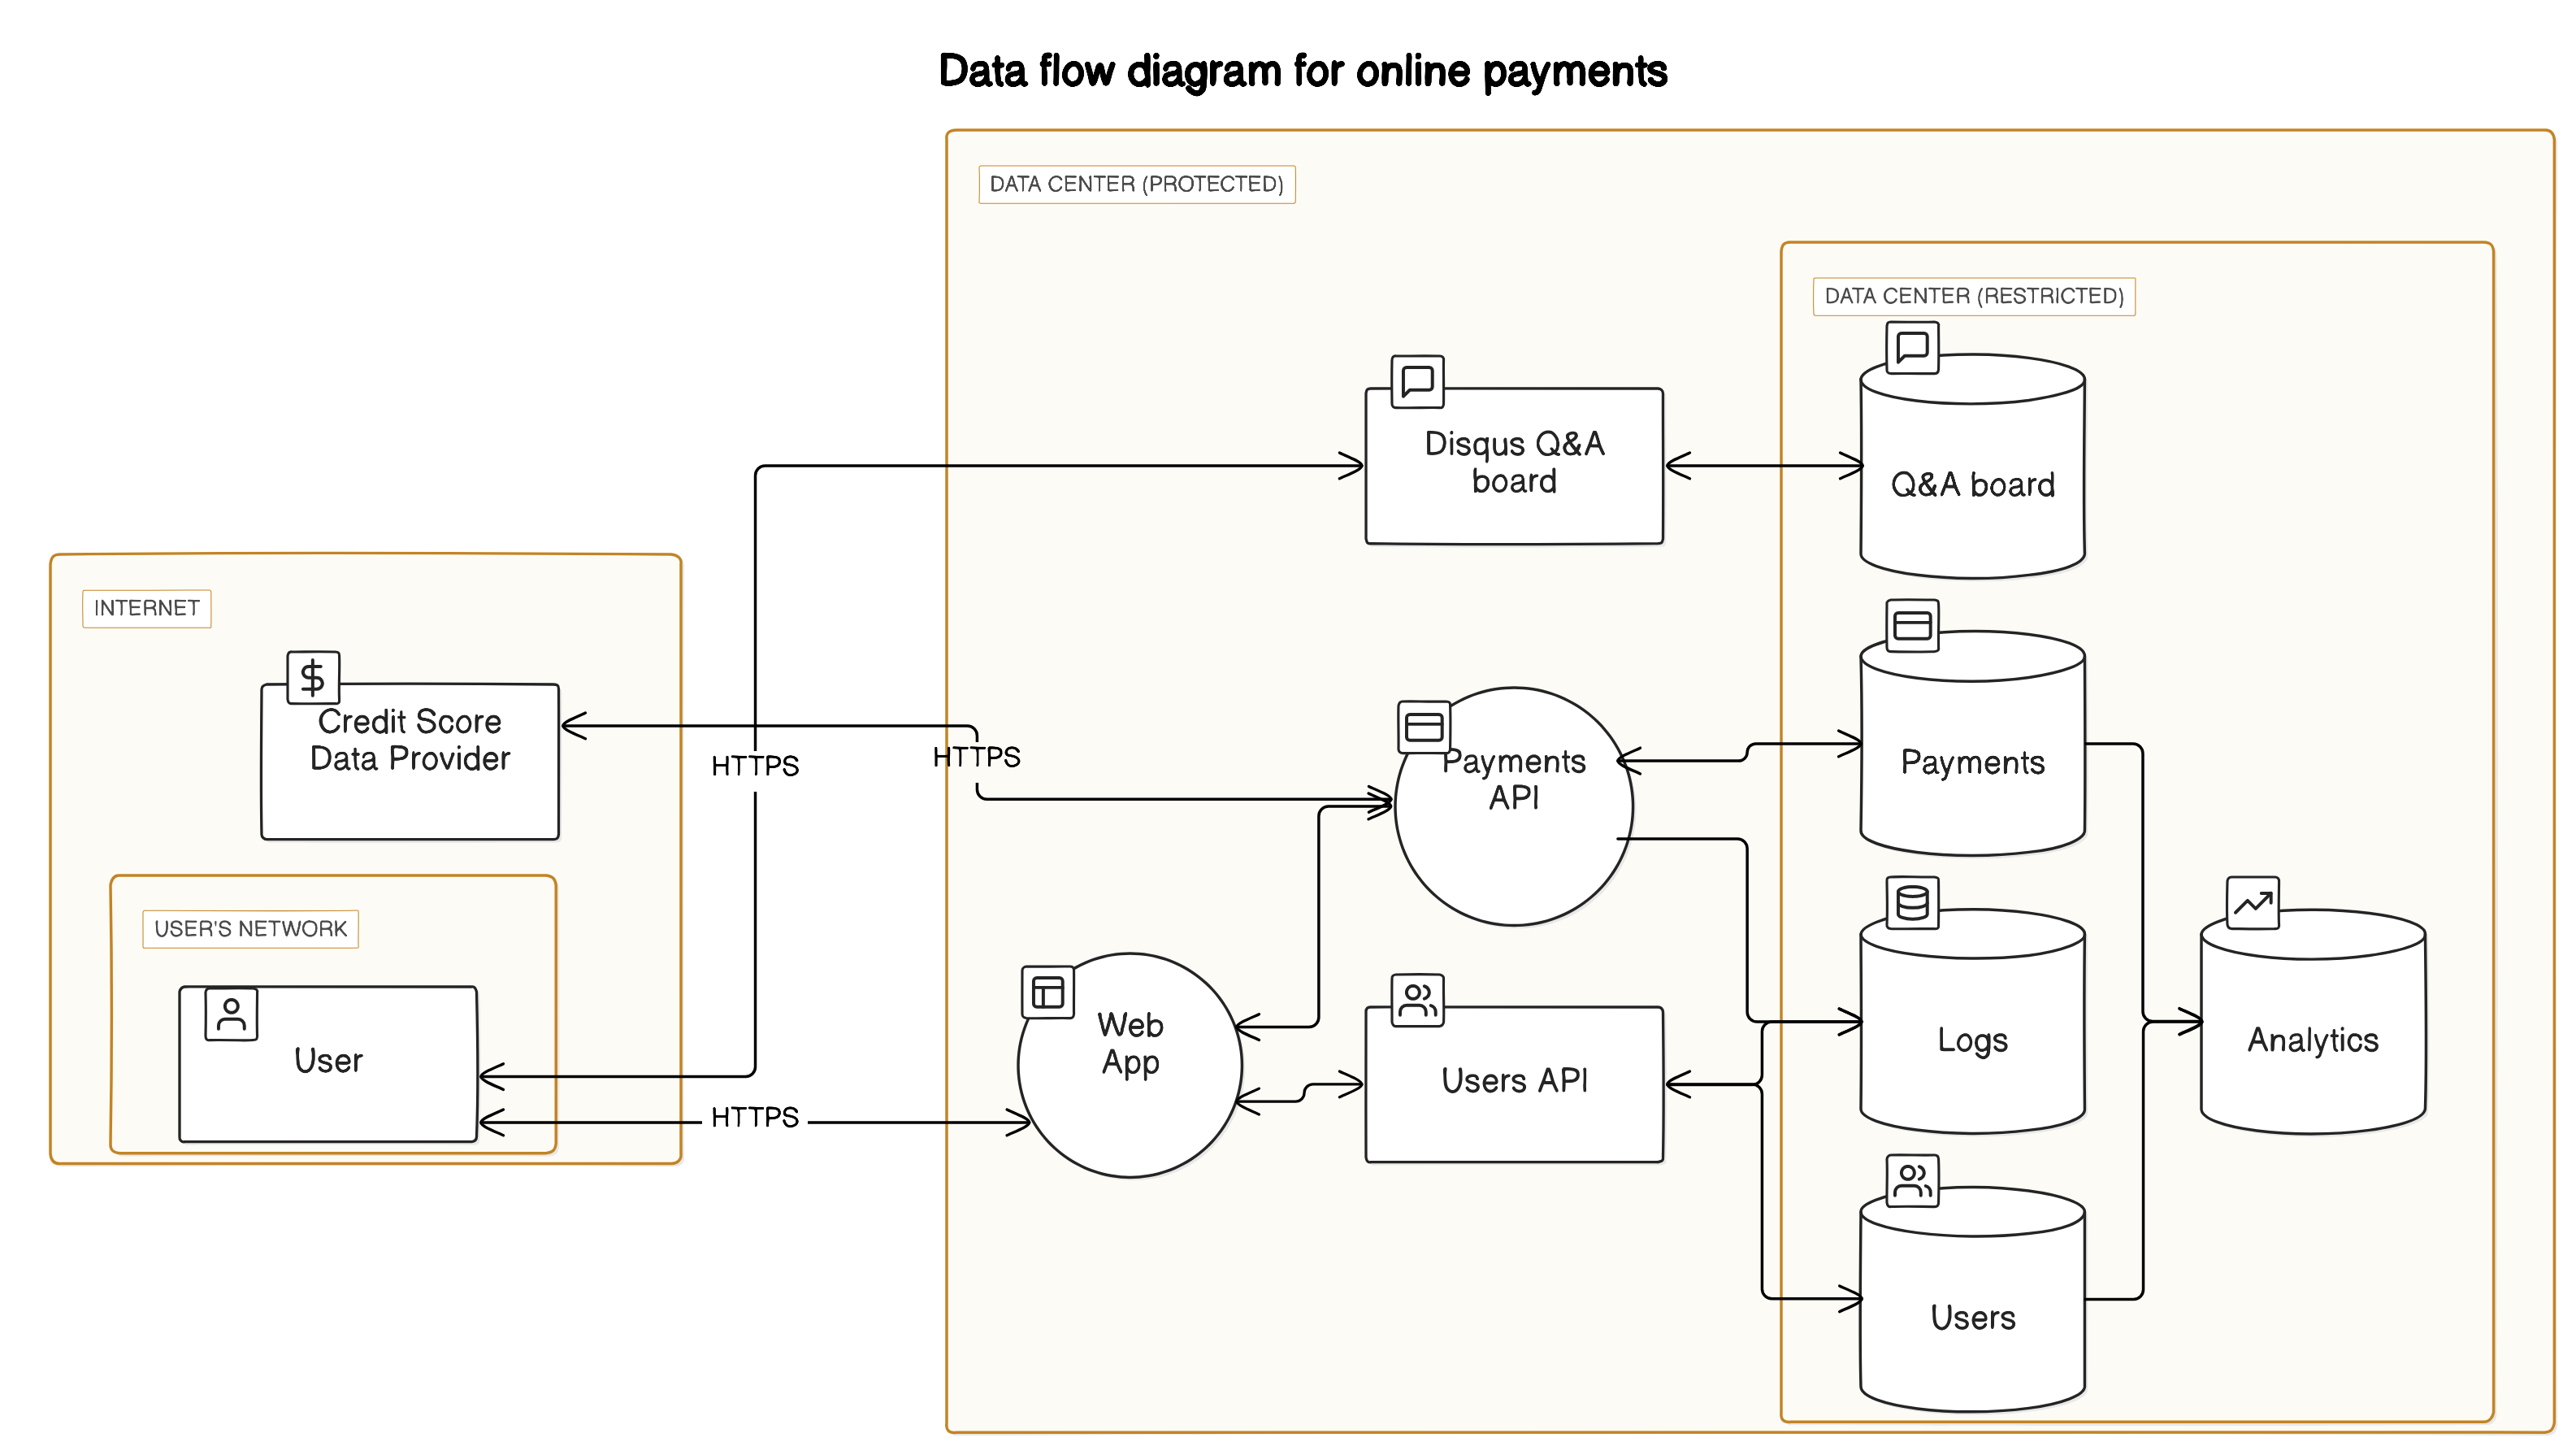 Data flow diagram for online payments
DATA CENTER (PROTECTED)
DATA CENTER (RESTRICTED)
Disqus Q&A
board
Q&A board
INTERNET
$
Credit Score
Data Provider
HTTPS
HTTPS
Payments
API
Payments
USER'S NETWORK
User
HTTPS
Web
App
Users API
Logs
Analytics
Users